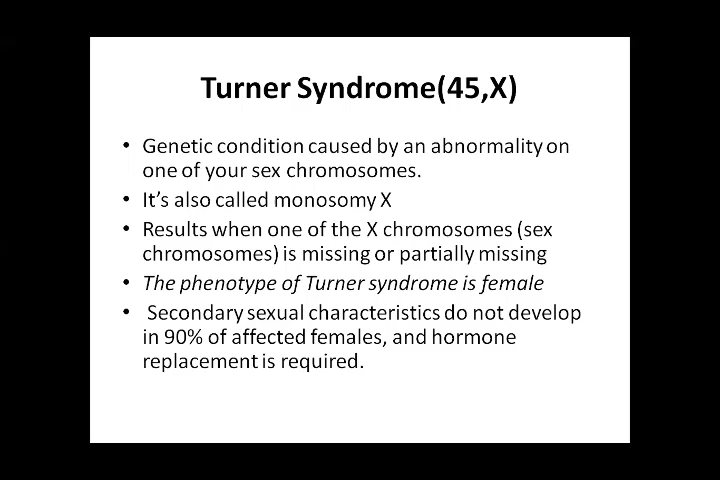 Turner Syndrome(45,X)
• Genetic condition caused by an abnormality on
one of your sex chromosomes.
• It's also called monosomy X
• Results when one of the X chromosomes (sex
chromosomes) is missing or partially missing
• The phenotype of Turner syndrome is female
• Secondary sexual characteristics do not develop
in 90% of affected females, and hormone
replacement is required.